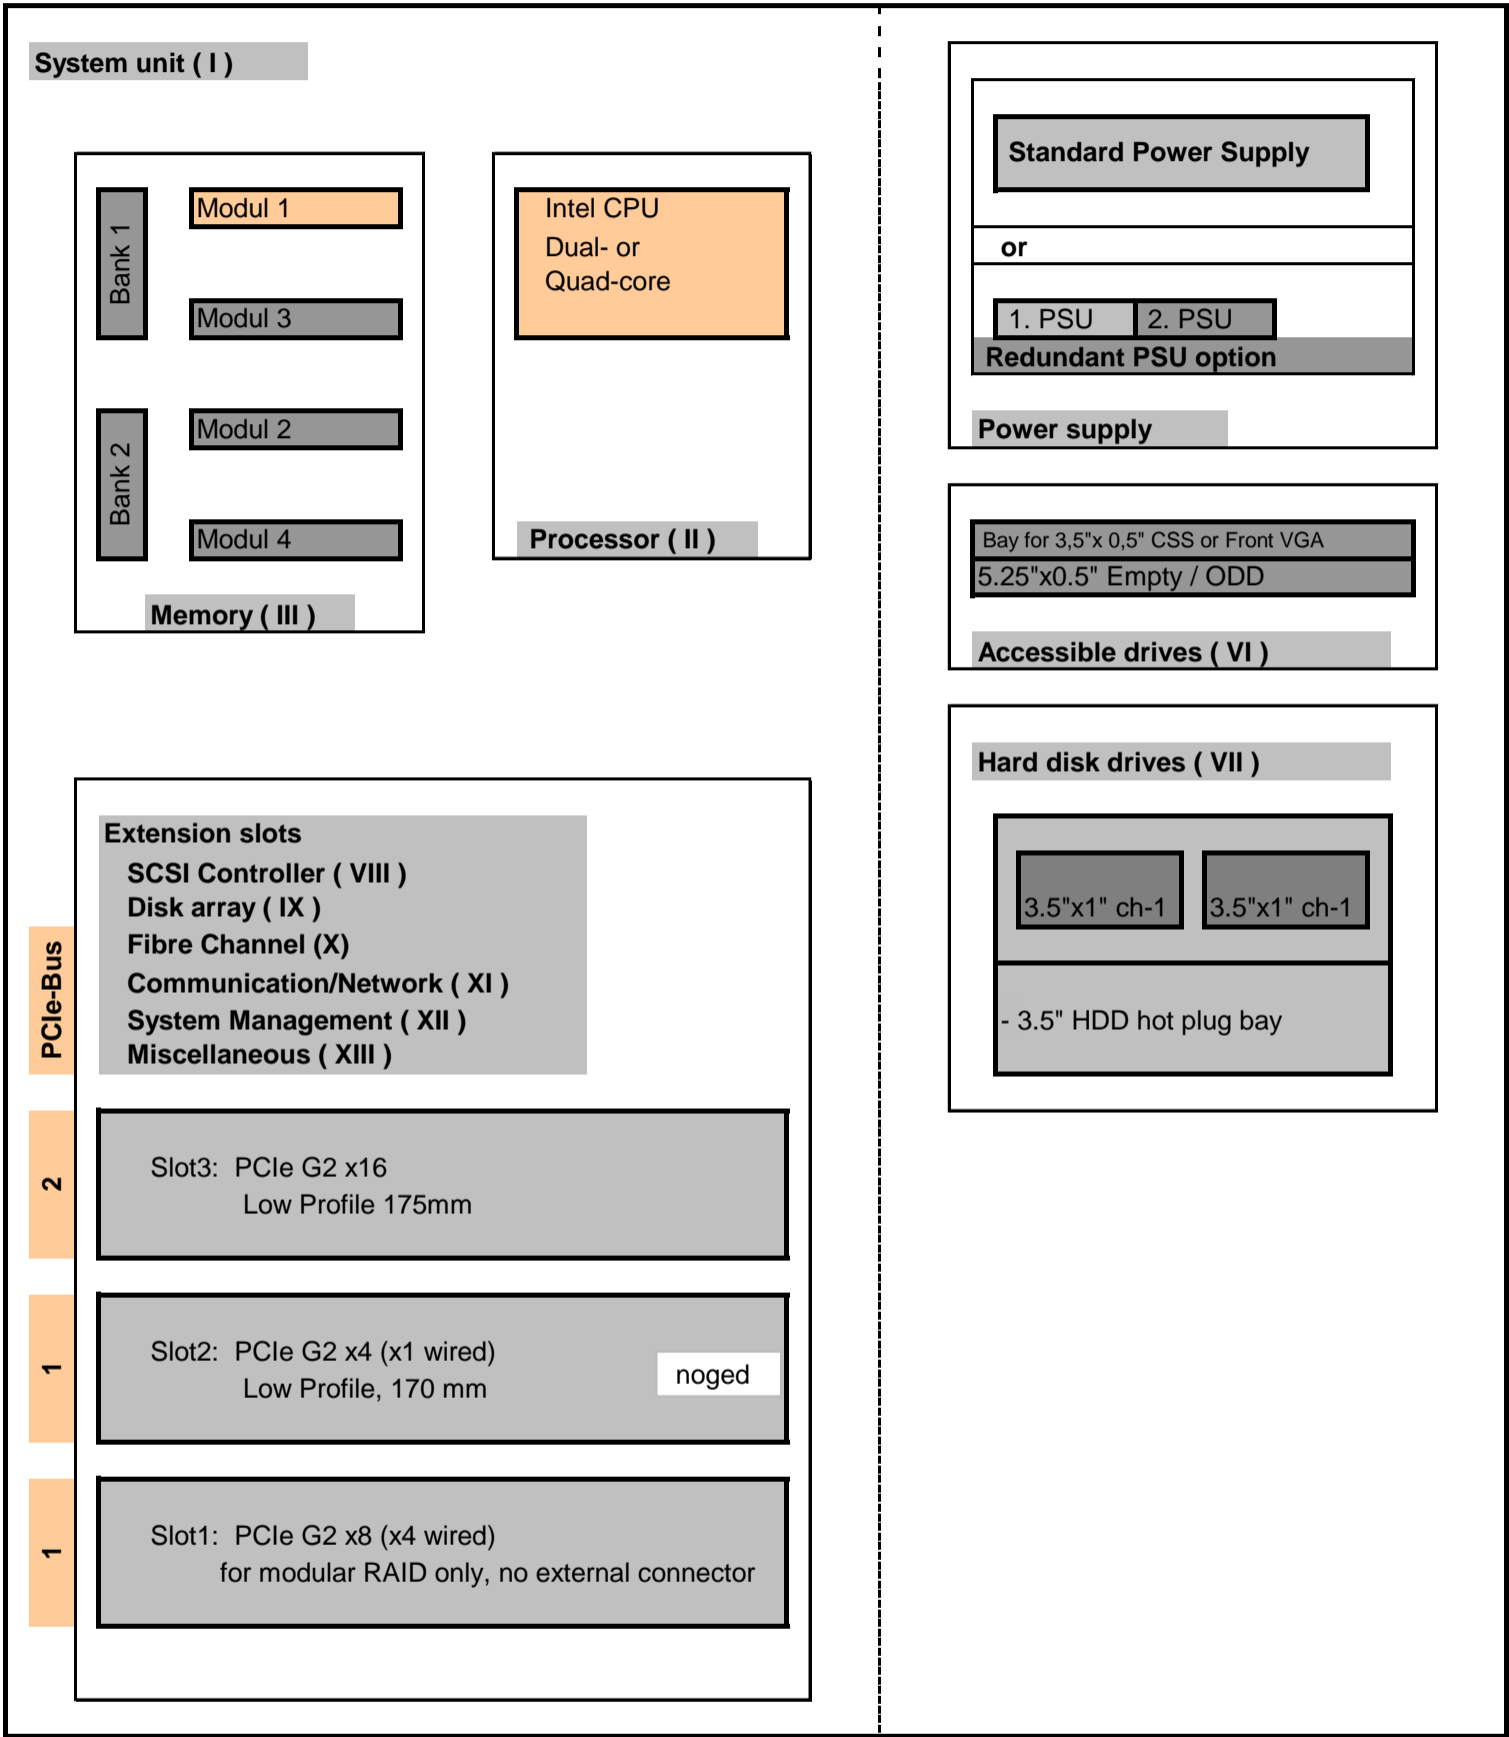 System unit ( I )
Bank 1
Modul 1
Modul 3
Bank 2
Modul 2
Modul 4
Memory ( III )
Intel CPU
Dual- or
Quad-core
Processor ( II )
Extension slots
SCSI Controller ( VIII )
Disk array ( IX )
Fibre Channel (X)
Communication/Network ( XI )
System Management ( XII )
Miscellaneous ( XIII )
PCIe-Bus
2
Slot3: PCIe G2 x16
Low Profile 175mm
1
Slot2: PCIe G2 x4 (x1 wired)
Low Profile, 170 mm
noged
1
Slot1: PCIe G2 x8 (x4 wired)
for modular RAID only, no external connector
Standard Power Supply
or
1. PSU 2. PSU
Redundant PSU option
Power supply
Bay for 3,5"x 0,5" CSS or Front VGA
5.25"x0.5" Empty / ODD
Accessible drives ( VI )
Hard disk drives ( VII )
3.5"x1" ch-1 3.5"x1" ch-1
- 3.5" HDD hot plug bay